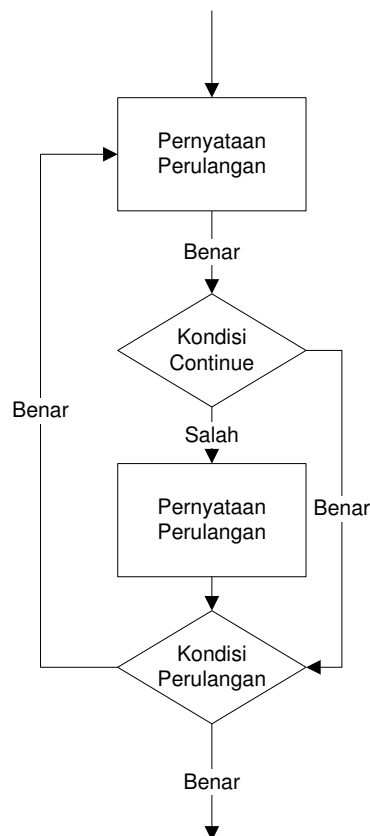 Pernyataan
Perulangan
Benar
Kondisi
Continue
Benar
Salah
Pernyataan
Perulangan
Benar
Kondisi
Perulangan
Benar